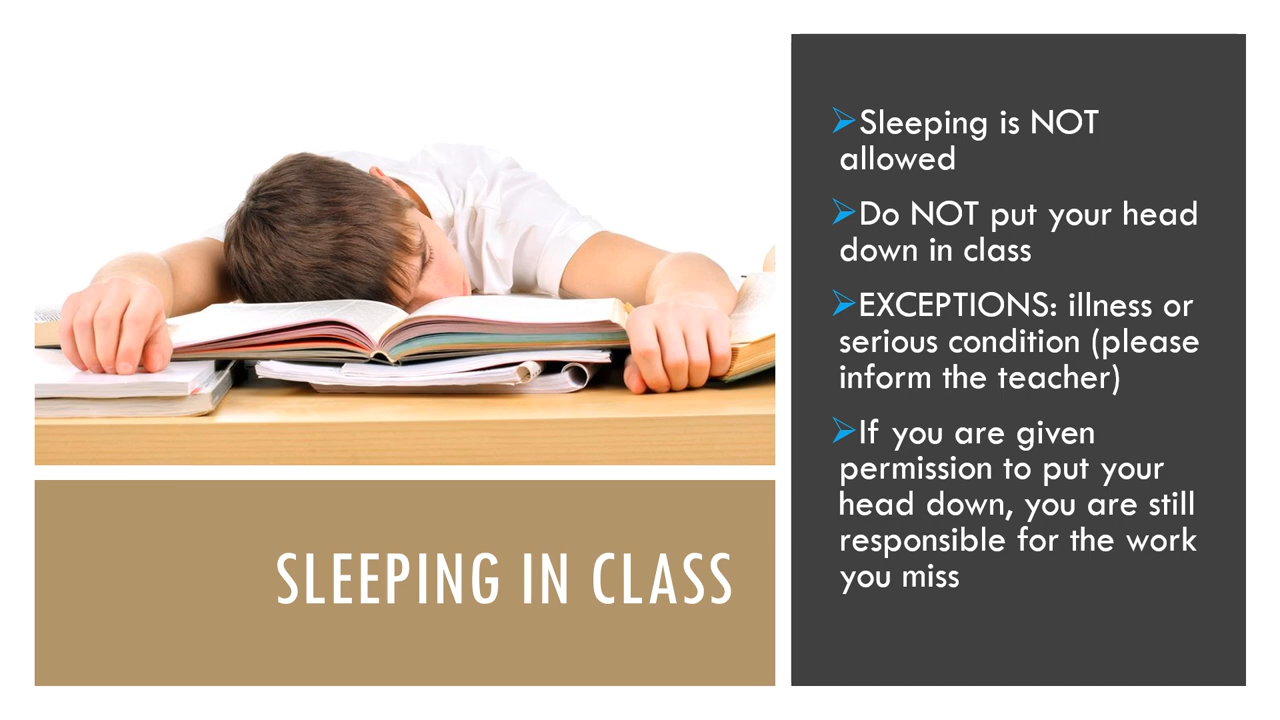 SLEEPING IN CLASS
➢Sleeping is NOT
allowed
➢Do NOT put your head
down in class
➢EXCEPTIONS: illness or
serious condition (please
inform the teacher)
➢If you are given
permission to put your
head down, you are still
responsible for the work
you miss